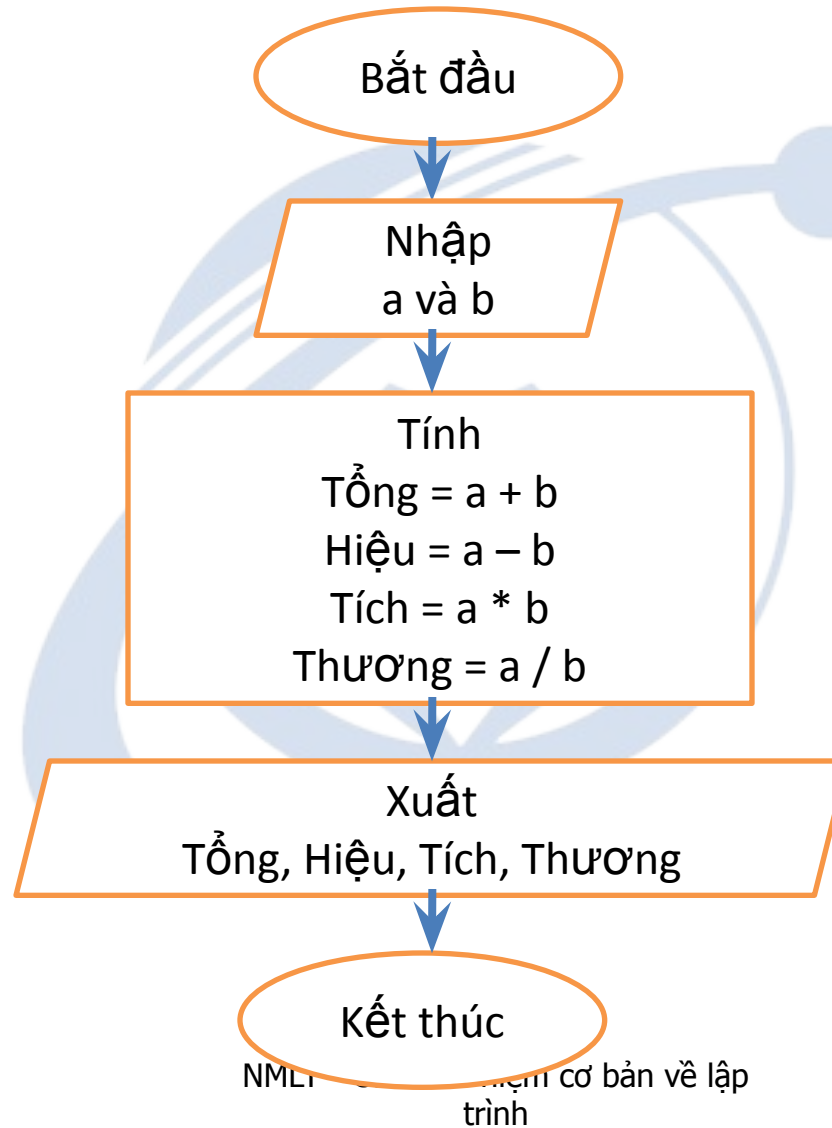 Bắt đầu
Nhập
a và b
Tính
Tổng = a + b
Hiệu = a – b
Tích = a * b
Thương = a / b
Xuất
Tổng, Hiệu, Tích, Thương
Kết thúc
cơ bản về lập
trình